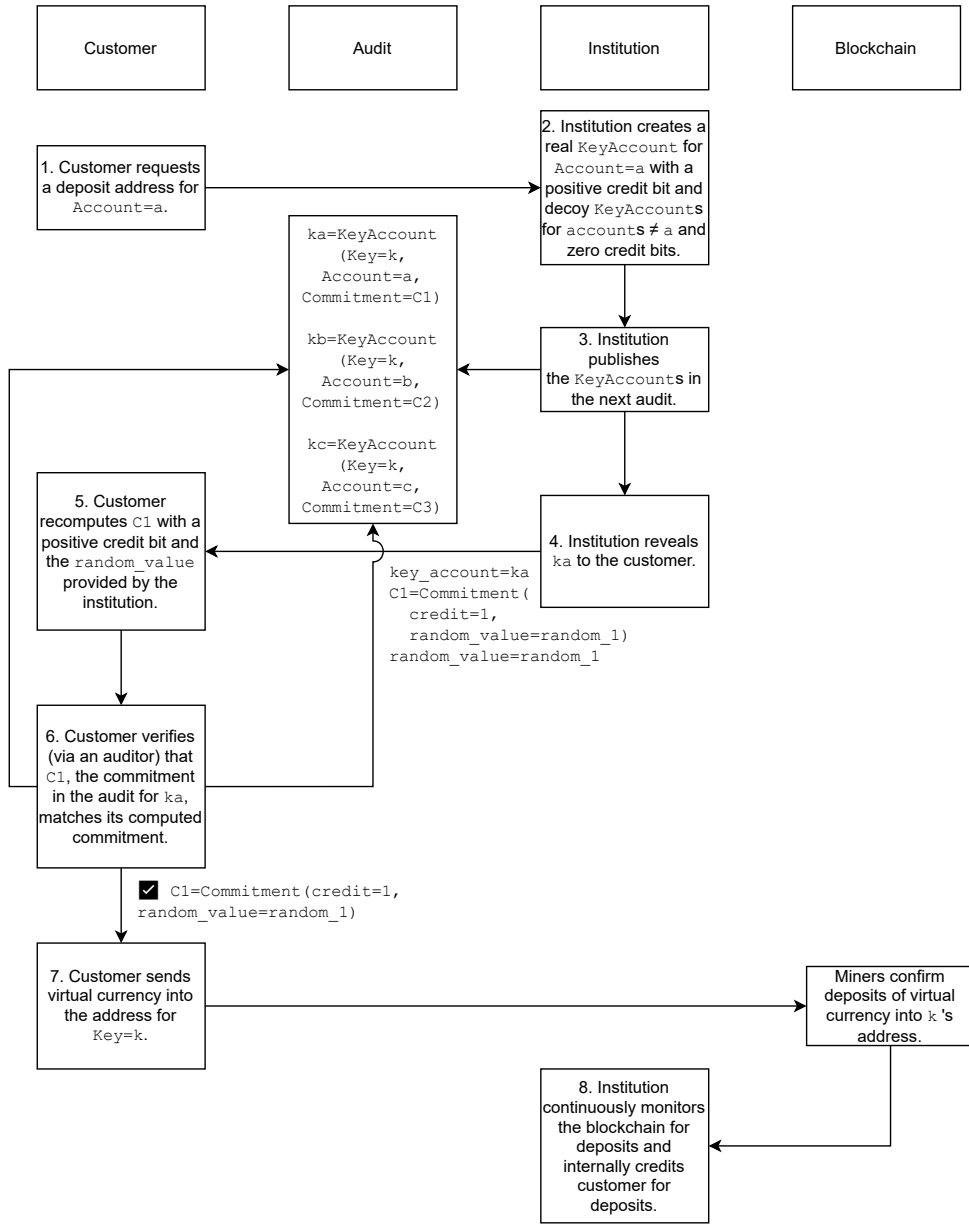 Customer
Audit
Institution
Blockchain
1. Customer requests
a deposit address for
Account=a.
2. Institution creates a
real KeyAccount for
Account=a with a
positive credit bit and
decoy KeyAccounts
for accounts ≠ a and
zero credit bits.
ka=KeyAccount
(Key=k,
Account=a,
Commitment=C1)
kb=KeyAccount
(Key=k,
Account=b,
Commitment=C2)
kc=KeyAccount
(Key=k,
Account=c,
Commitment=C3)
3. Institution
publishes
the KeyAccounts in
the next audit.
4. Institution reveals
ka to the customer.
key_account=ka
C1=Commitment(
credit=1,
random_value=random_1)
random_value=random_1
5. Customer
recomputes C1 with a
positive credit bit and
the random_value
provided by the
institution.
6. Customer verifies
(via an auditor) that
C1, the commitment
in the audit for ka,
matches its computed
commitment.
C1=Commitment(credit=1,
random_value=random_1)
7. Customer sends
virtual currency into
the address for
Key=k.
Miners confirm
deposits of virtual
currency into k 's
address.
8. Institution
continuously monitors
the blockchain for
deposits and
internally credits
customer for
deposits.